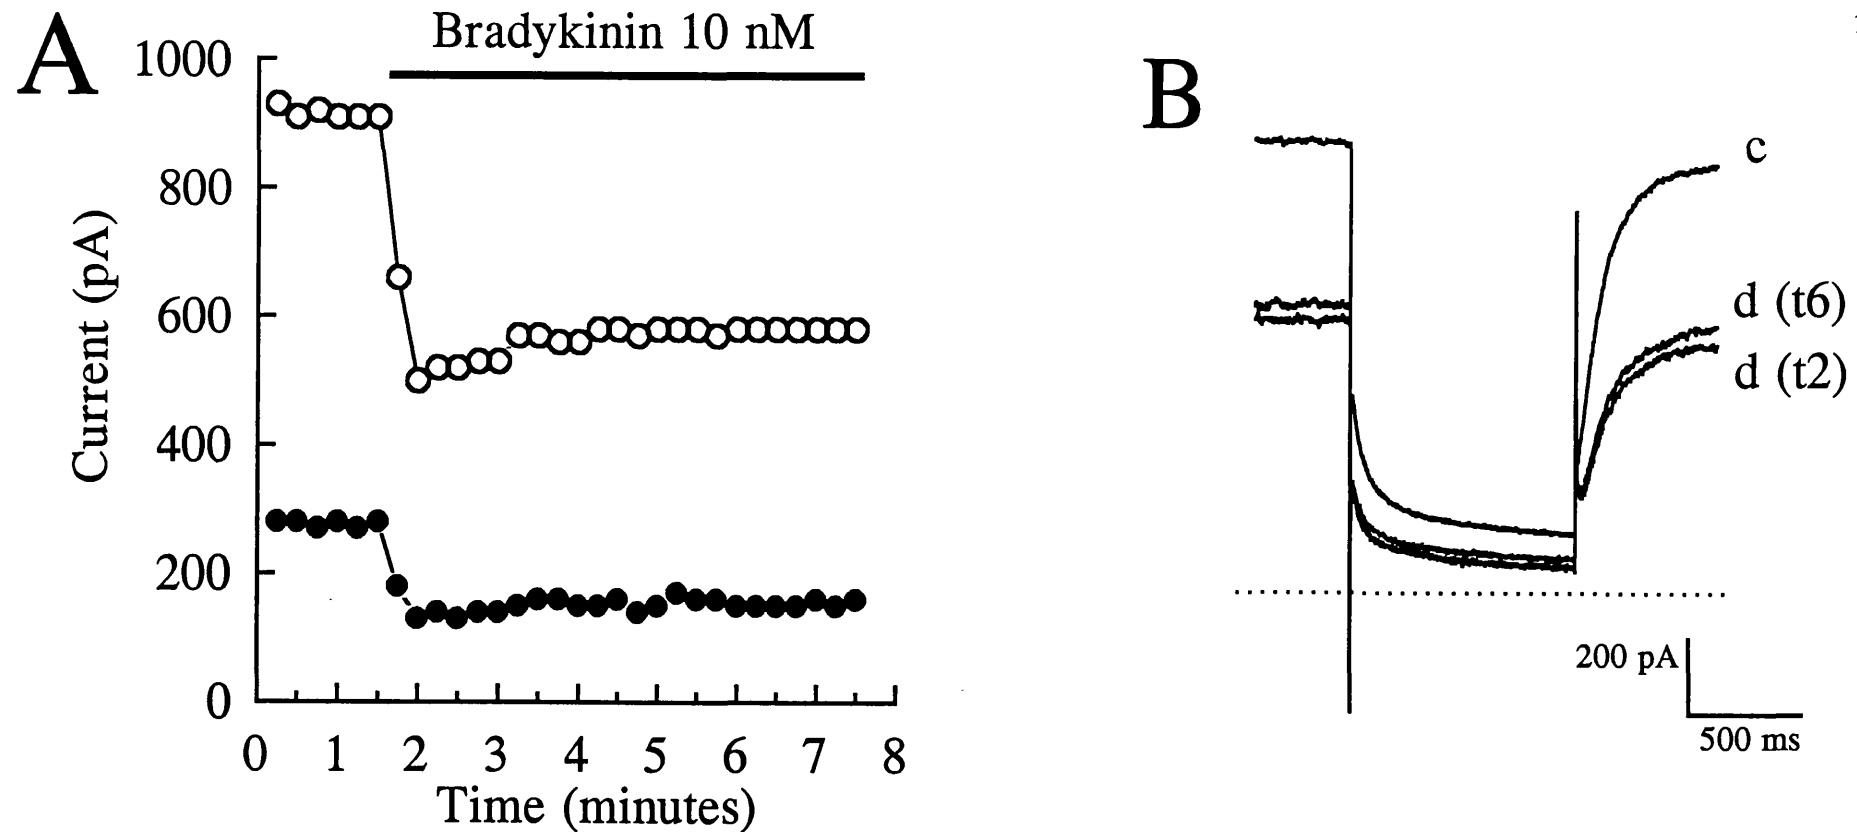 A
Bradykinin 10 nM
1000
800
600
400
200
0
Current (pA)
0 1 2 3 4 5 6 7 8
Time (minutes)
B
c
d (t6)
d (t2)
200 pA
500 ms